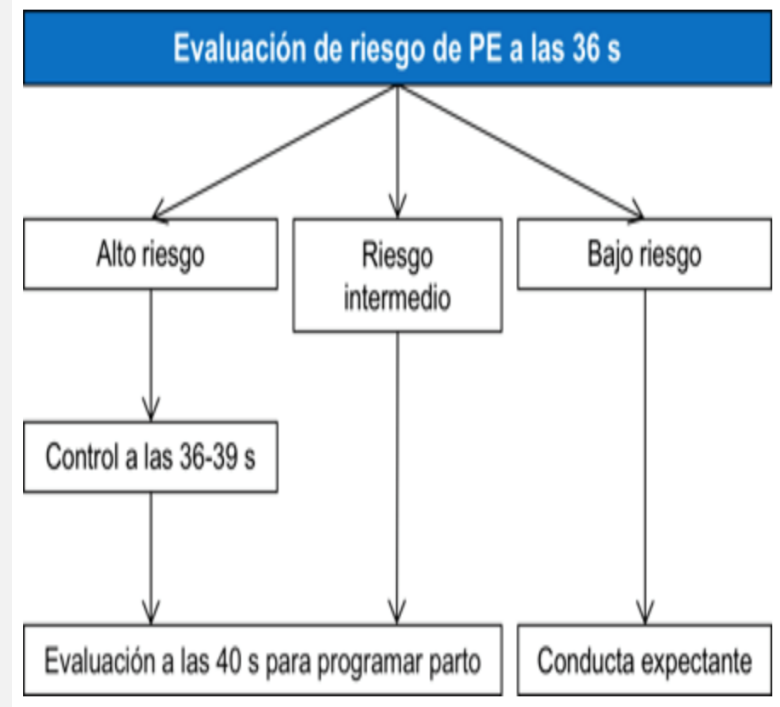 Evaluación de riesgo de PE a las 36 s
Alto riesgo
Riesgo
intermedio
Bajo riesgo
Control a las 36-39 s
Evaluación a las 40 s para programar parto
Conducta expectante